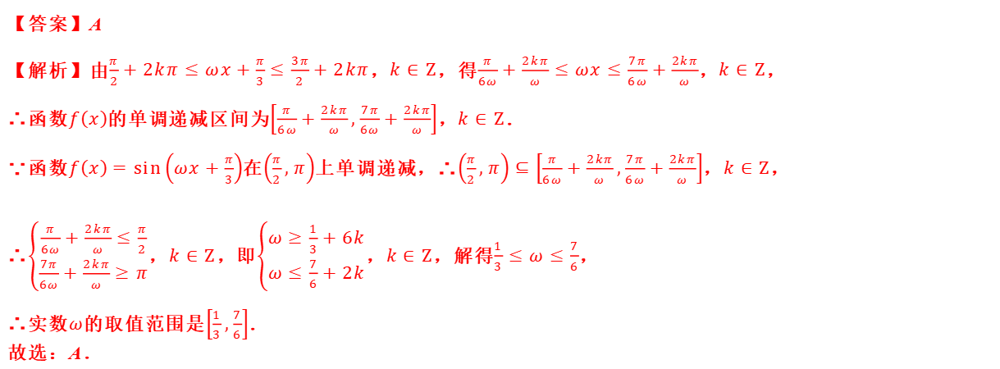 【答案】A
【解析】由$\frac{\pi}{2}+2k\pi\leq\omega x+\frac{\pi}{3}\leq\frac{3\pi}{2}+2k\pi$，$k\in\mathrm{Z}$，得$\frac{\pi}{6\omega}+\frac{2k\pi}{\omega}\leq\omega x\leq\frac{7\pi}{6\omega}+\frac{2k\pi}{\omega}$，$k\in\mathrm{Z}$，
∴函数$f(x)$的单调递减区间为$\left[\frac{\pi}{6\omega}+\frac{2k\pi}{\omega},\frac{7\pi}{6\omega}+\frac{2k\pi}{\omega}\right]$，$k\in\mathrm{Z}$．
∵函数$f(x)=\sin\left(\omega x+\frac{\pi}{3}\right)$在$\left(\frac{\pi}{2},\pi\right)$上单调递减，∴$\left(\frac{\pi}{2},\pi\right)\subseteq\left[\frac{\pi}{6\omega}+\frac{2k\pi}{\omega},\frac{7\pi}{6\omega}+\frac{2k\pi}{\omega}\right]$，$k\in\mathrm{Z}$，
∴$\begin{cases}\frac{\pi}{6\omega}+\frac{2k\pi}{\omega}\leq\frac{\pi}{2}\\\frac{7\pi}{6\omega}+\frac{2k\pi}{\omega}\geq\pi\end{cases}$，$k\in\mathrm{Z}$，即$\begin{cases}\omega\geq\frac{1}{3}+6k\\\omega\leq\frac{7}{6}+2k\end{cases}$，$k\in\mathrm{Z}$，解得$\frac{1}{3}\leq\omega\leq\frac{7}{6}$，
∴实数$\omega$的取值范围是$\left[\frac{1}{3},\frac{7}{6}\right]$．
故选：A．